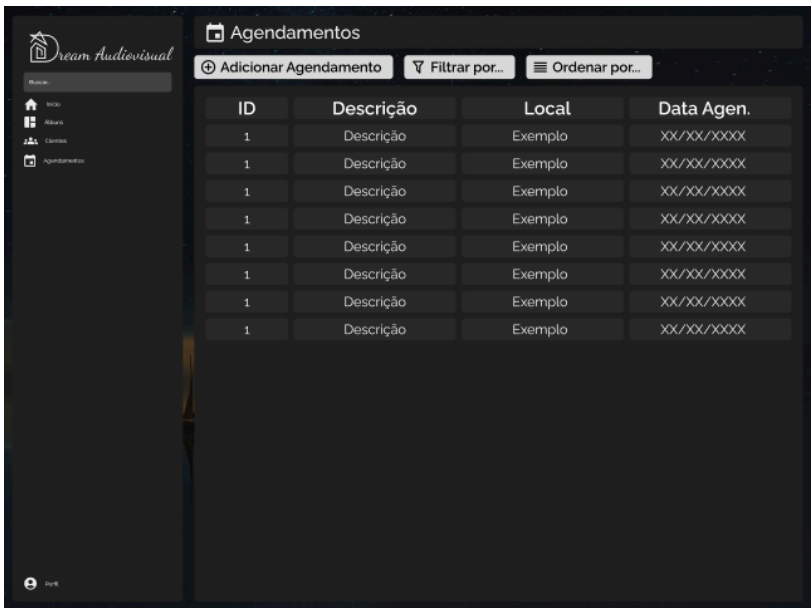 Dream Audiovisual
Buscar...
Início
Álbuns
Clientes
Agendamentos
Perfil
Agendamentos
Adicionar Agendamento Filtrar por... Ordenar por...
ID Descrição Local Data Agen.
1 Descrição Exemplo XX/XX/XXXX
1 Descrição Exemplo XX/XX/XXXX
1 Descrição Exemplo XX/XX/XXXX
1 Descrição Exemplo XX/XX/XXXX
1 Descrição Exemplo XX/XX/XXXX
1 Descrição Exemplo XX/XX/XXXX
1 Descrição Exemplo XX/XX/XXXX
1 Descrição Exemplo XX/XX/XXXX